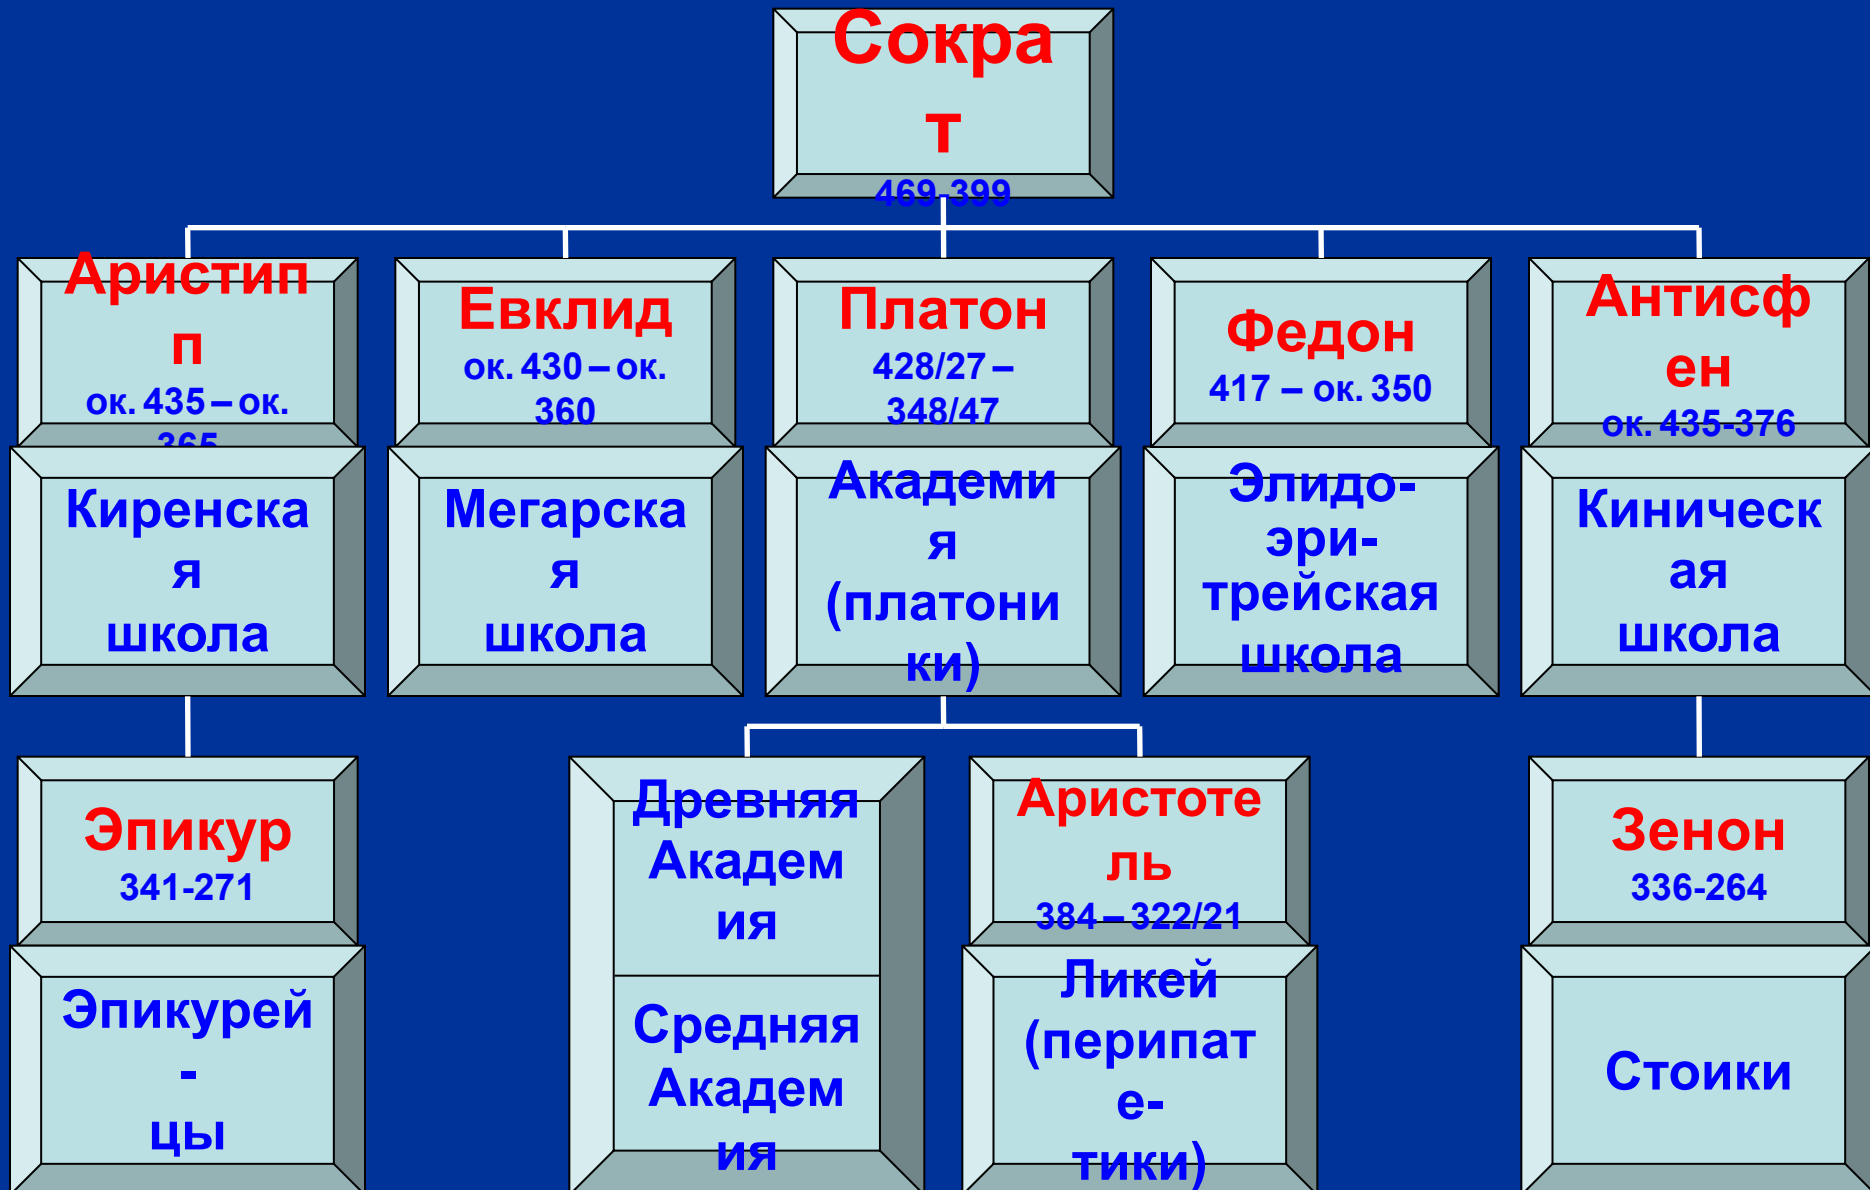 Сокра
т
469-399
Аристип
п
ок. 435 – ок.
365
Киренска
я
школа
Евклид
ок. 430 – ок.
360
Мегарска
я
школа
Платон
428/27 –
348/47
Академи
я
(платони
ки)
Федон
417 – ок. 350
Элидо-
эри-
трейская
школа
Антисф
ен
ок. 435-376
Киническ
ая
школа
Эпикур
341-271
Эпикурей
-
цы
Древняя
Академ
ия
Средняя
Академ
ия
Аристоте
ль
384 – 322/21
Ликей
(перипат
е-
тики)
Зенон
336-264
Стоики